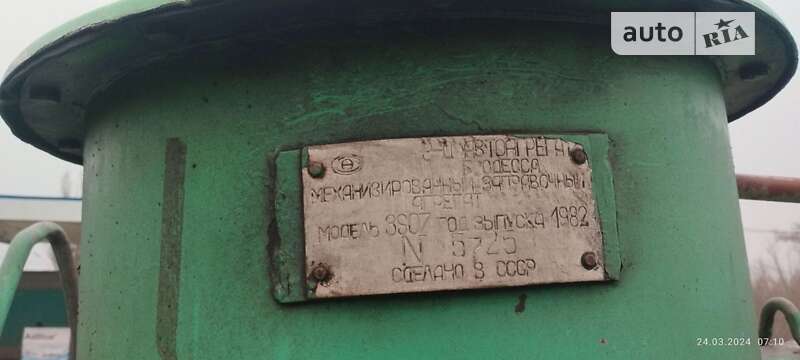 auto RIA
З-Д АВТОАГРЕГАТ
Г. ОДЕССА
МЕХАНИЗИРОВАННЫЙ ЗАПРАВОЧНЫЙ
АГРЕГАТ
МОДЕЛЬ ГОД ВЫПУСКА 1982
N 5725
СДЕЛАНО В СССР
24.03.2024 07:10